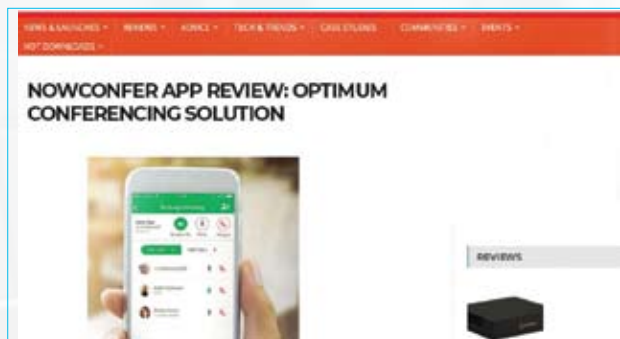 NEWS & LAUNCHES REVIEWS ADVICE TECH & TRENDS CASE STUDIES COMMUNITIES EVENTS
HOT DOWNLOADS
NOWCONFER APP REVIEW: OPTIMUM
CONFERENCING SOLUTION
REVIEWS